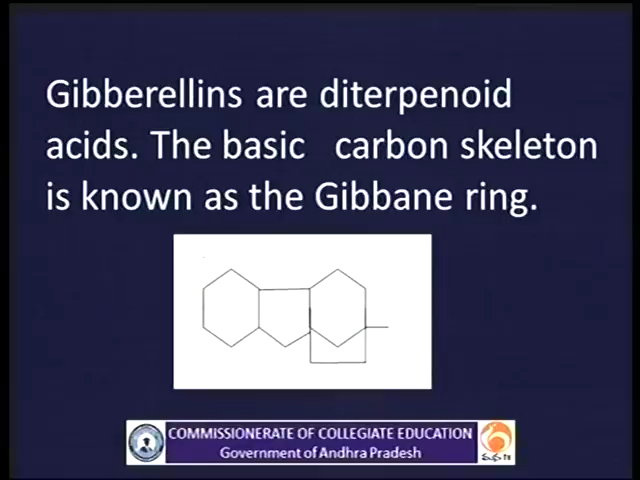 Gibberellins are diterpenoid
acids. The basic carbon skeleton
is known as the Gibbane ring.
COMMISSIONERATE OF COLLEGIATE EDUCATION
Government of Andhra Pradesh